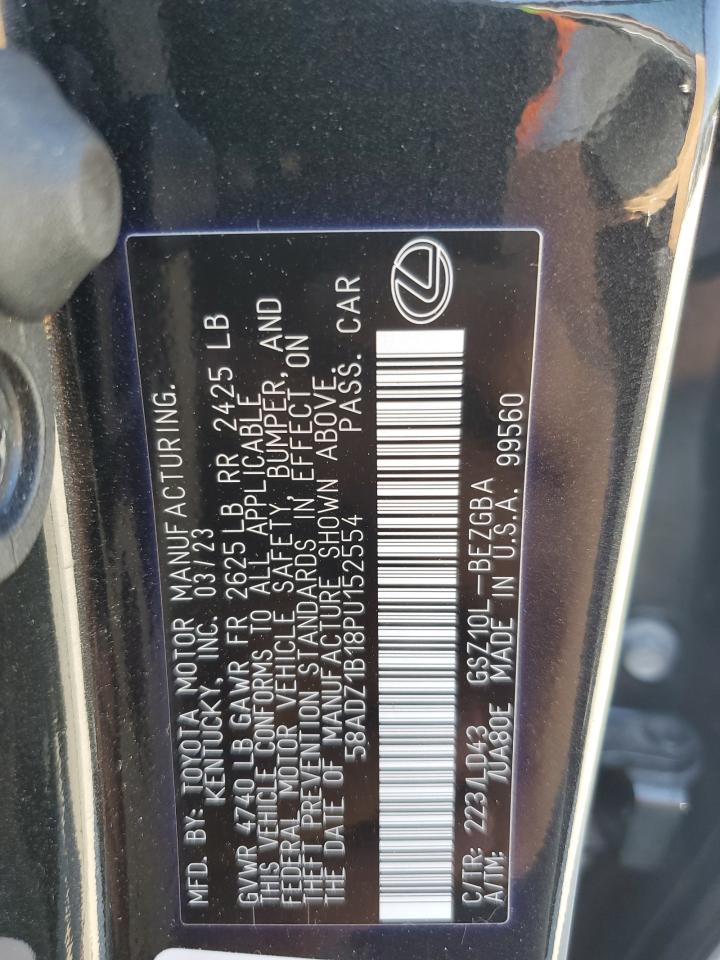 MFD. BY: TOYOTA MOTOR MANUFACTURING.
KENTUCKY, INC. 03/23
GVWR 4740 LB GAWR FR 2625 LB RR 2425 LB
THIS VEHICLE CONFORMS TO ALL APPLICABLE
FEDERAL MOTOR VEHICLE SAFETY, BUMPER, AND
THEFT PREVENTION STANDARDS IN EFFECT ON
THE DATE OF MANUFACTURE SHOWN ABOVE.
58ADZ1B18PU152554 PASS. CAR
C/TR: 223/LD43 GSZ10L-BEZGBA
A/TM: /UA80E MADE IN U.S.A. 99560